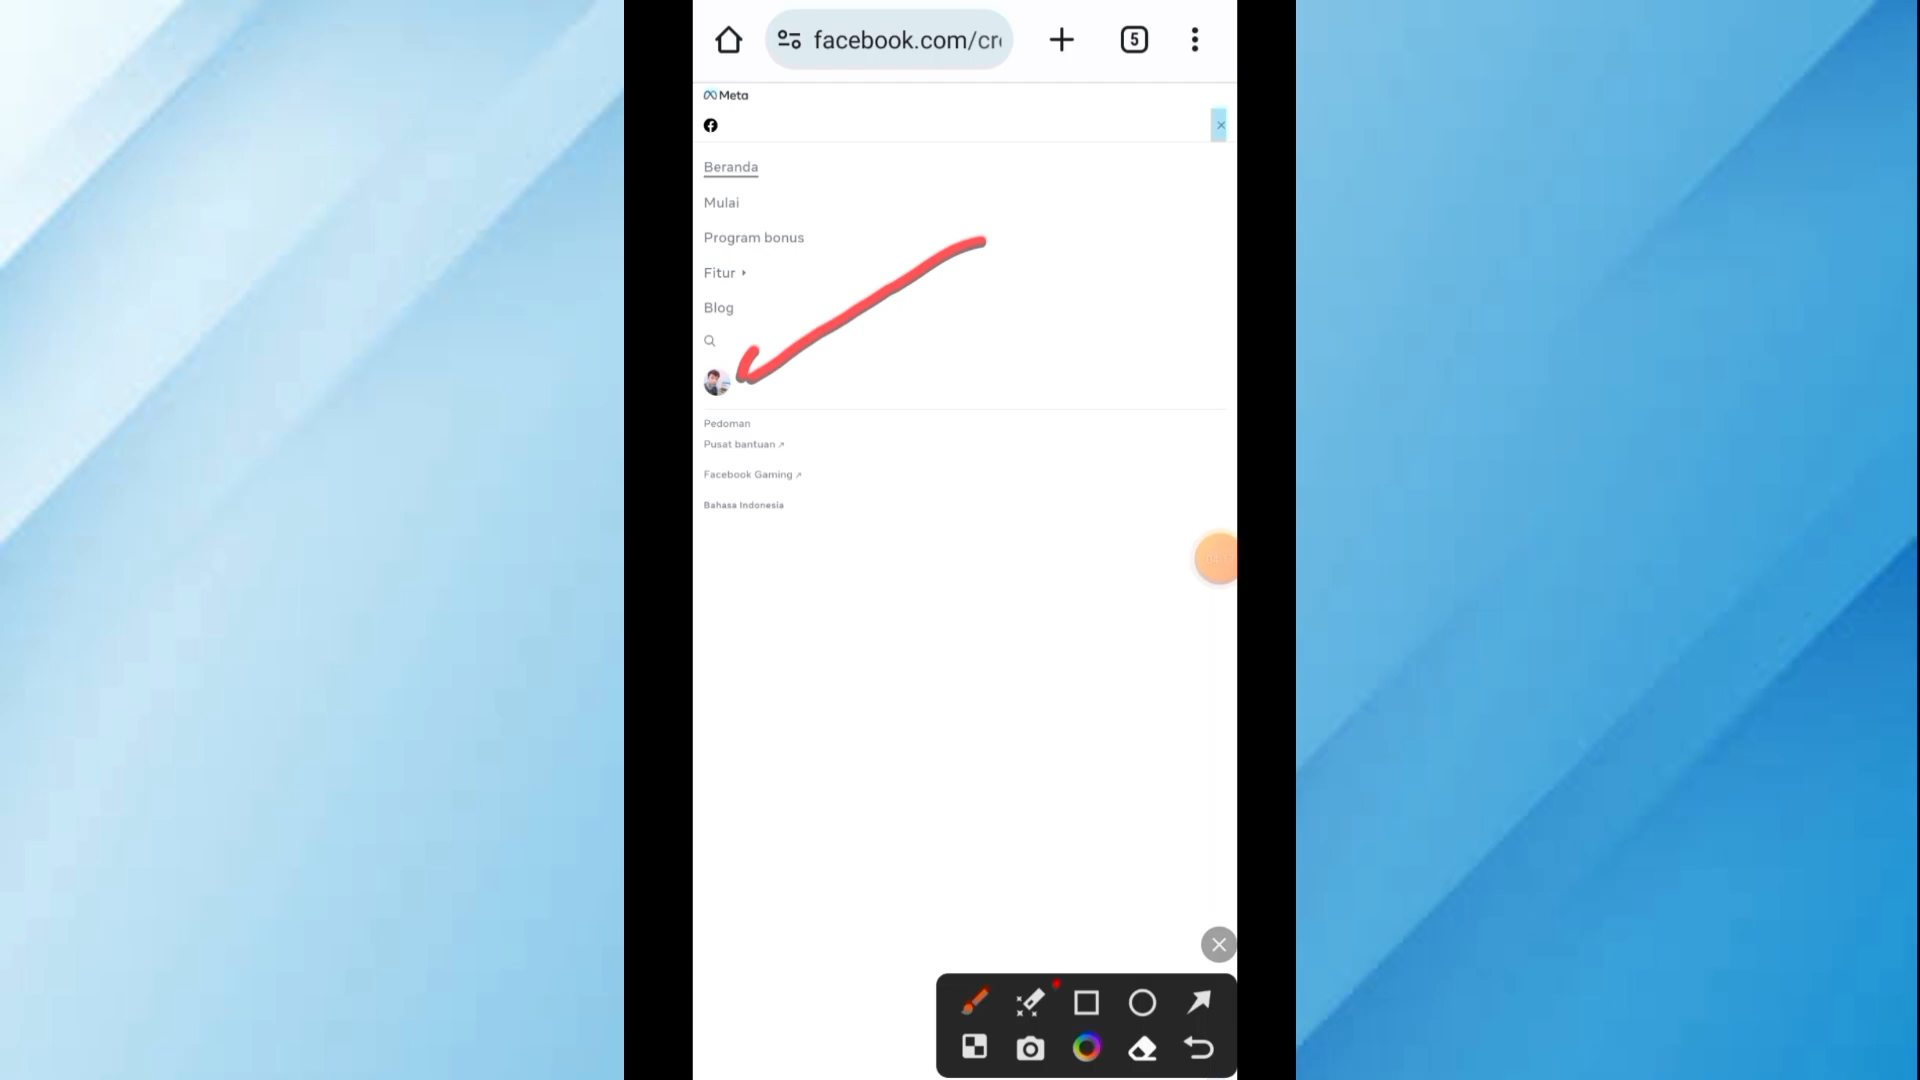 facebook.com/cr
5
Meta
Beranda
Mulai
Program bonus
Fitur
Blog
Pedoman
Pusat bantuan
Facebook Gaming
Bahasa Indonesia